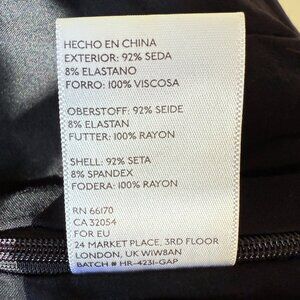 HECHO EN CHINA
EXTERIOR: 92% SEDA
8% ELASTANO
FORRO: 100% VISCOSA
OBERSTOFF: 92% SEIDE
8% ELASTAN
FUTTER: 100% RAYON
SHELL: 92% SETA
8% SPANDEX
FODERA: 100% RAYON
RN 66170
CA 32054
FOR EU
24 MARKET PLACE, 3RD FLOOR
LONDON, UK W1W8AN
BATCH # HR-4231-GAP